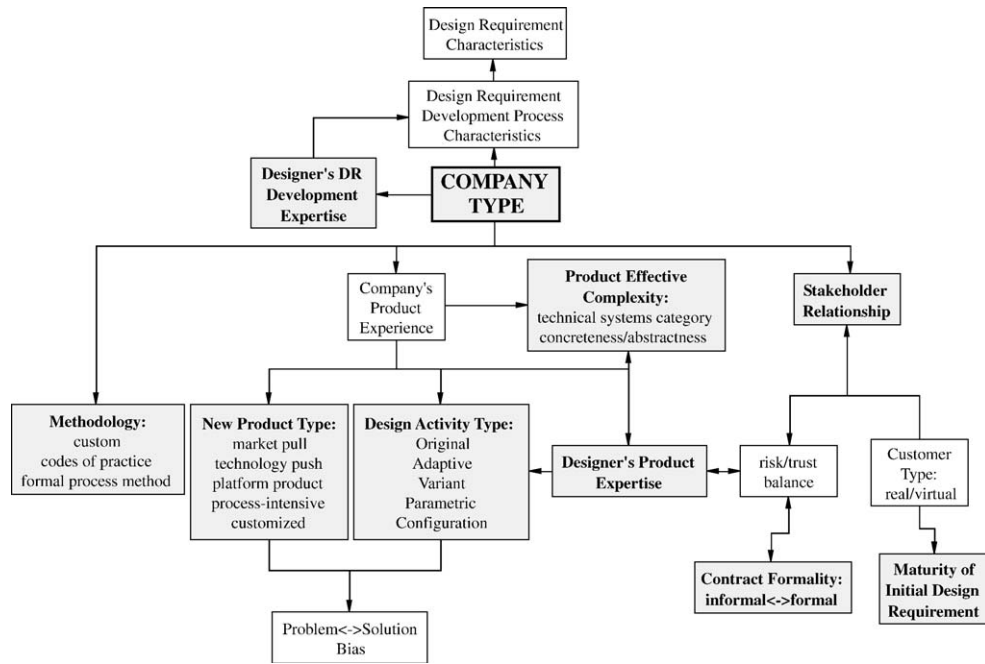 Design Requirement
Characteristics
Design Requirement
Development Process
Characteristics
Designer's DR
Development
Expertise
COMPANY
TYPE
Company's
Product
Experience
Product Effective
Complexity:
technical systems category
concreteness/abstractness
Stakeholder
Relationship
Methodology:
custom
codes of practice
formal process method
New Product Type:
market pull
technology push
platform product
process-intensive
customized
Design Activity Type:
Original
Adaptive
Variant
Parametric
Configuration
Designer's Product
Expertise
risk/trust
balance
Customer
Type:
real/virtual
Contract Formality:
informal<->formal
Maturity of
Initial Design
Requirement
Problem<->Solution
Bias